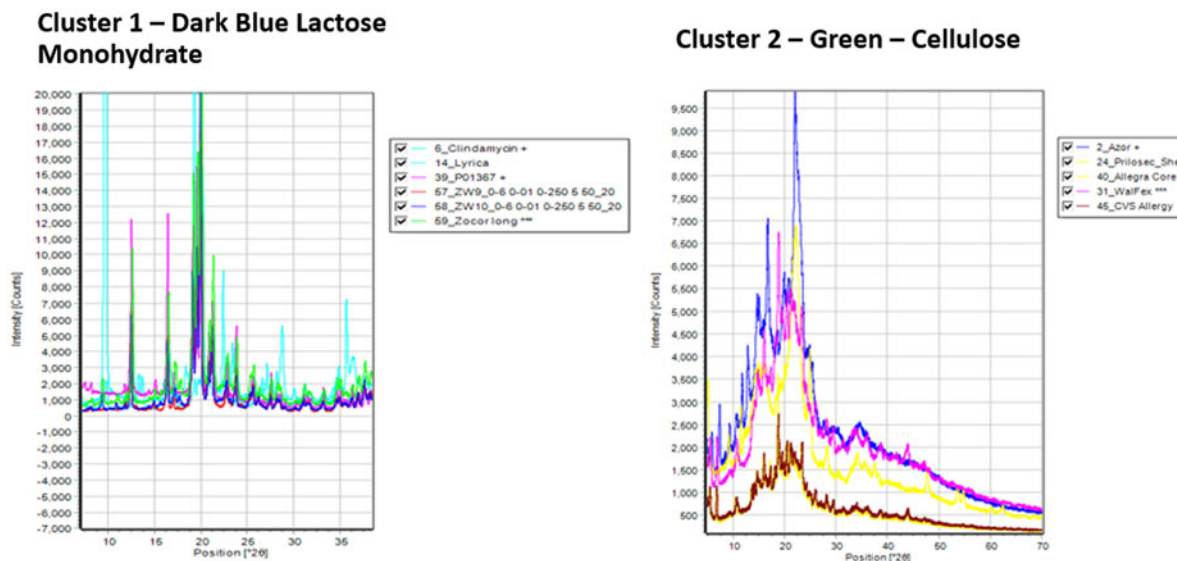 Cluster 1 – Dark Blue Lactose
Monohydrate
20,000
19,000
18,000
17,000
16,000
15,000
14,000
13,000
12,000
11,000
10,000
9,000
8,000
7,000
6,000
5,000
4,000
3,000
2,000
1,000
0
-1,000
-2,000
-3,000
-4,000
-5,000
-6,000
-7,000
Intensity [Counts]
10 15 20 25 30 35
Position [°2θ]
6_Clindamycin +
14_Lyrica
39_P01367 +
57_ZW9_0-6 0-01 0-250 5 50_20
58_ZW10_0-6 0-01 0-250 5 50_20
59_Zocor long ***
Cluster 2 – Green – Cellulose
9,500
9,000
8,500
8,000
7,500
7,000
6,500
6,000
5,500
5,000
4,500
4,000
3,500
3,000
2,500
2,000
1,500
1,000
500
Intensity [Counts]
10 20 30 40 50 60 70
Position [°2θ]
2_Azor +
24_Prilosec_She
40_Allegra Core
31_WalFex ***
45_CVS Allergy